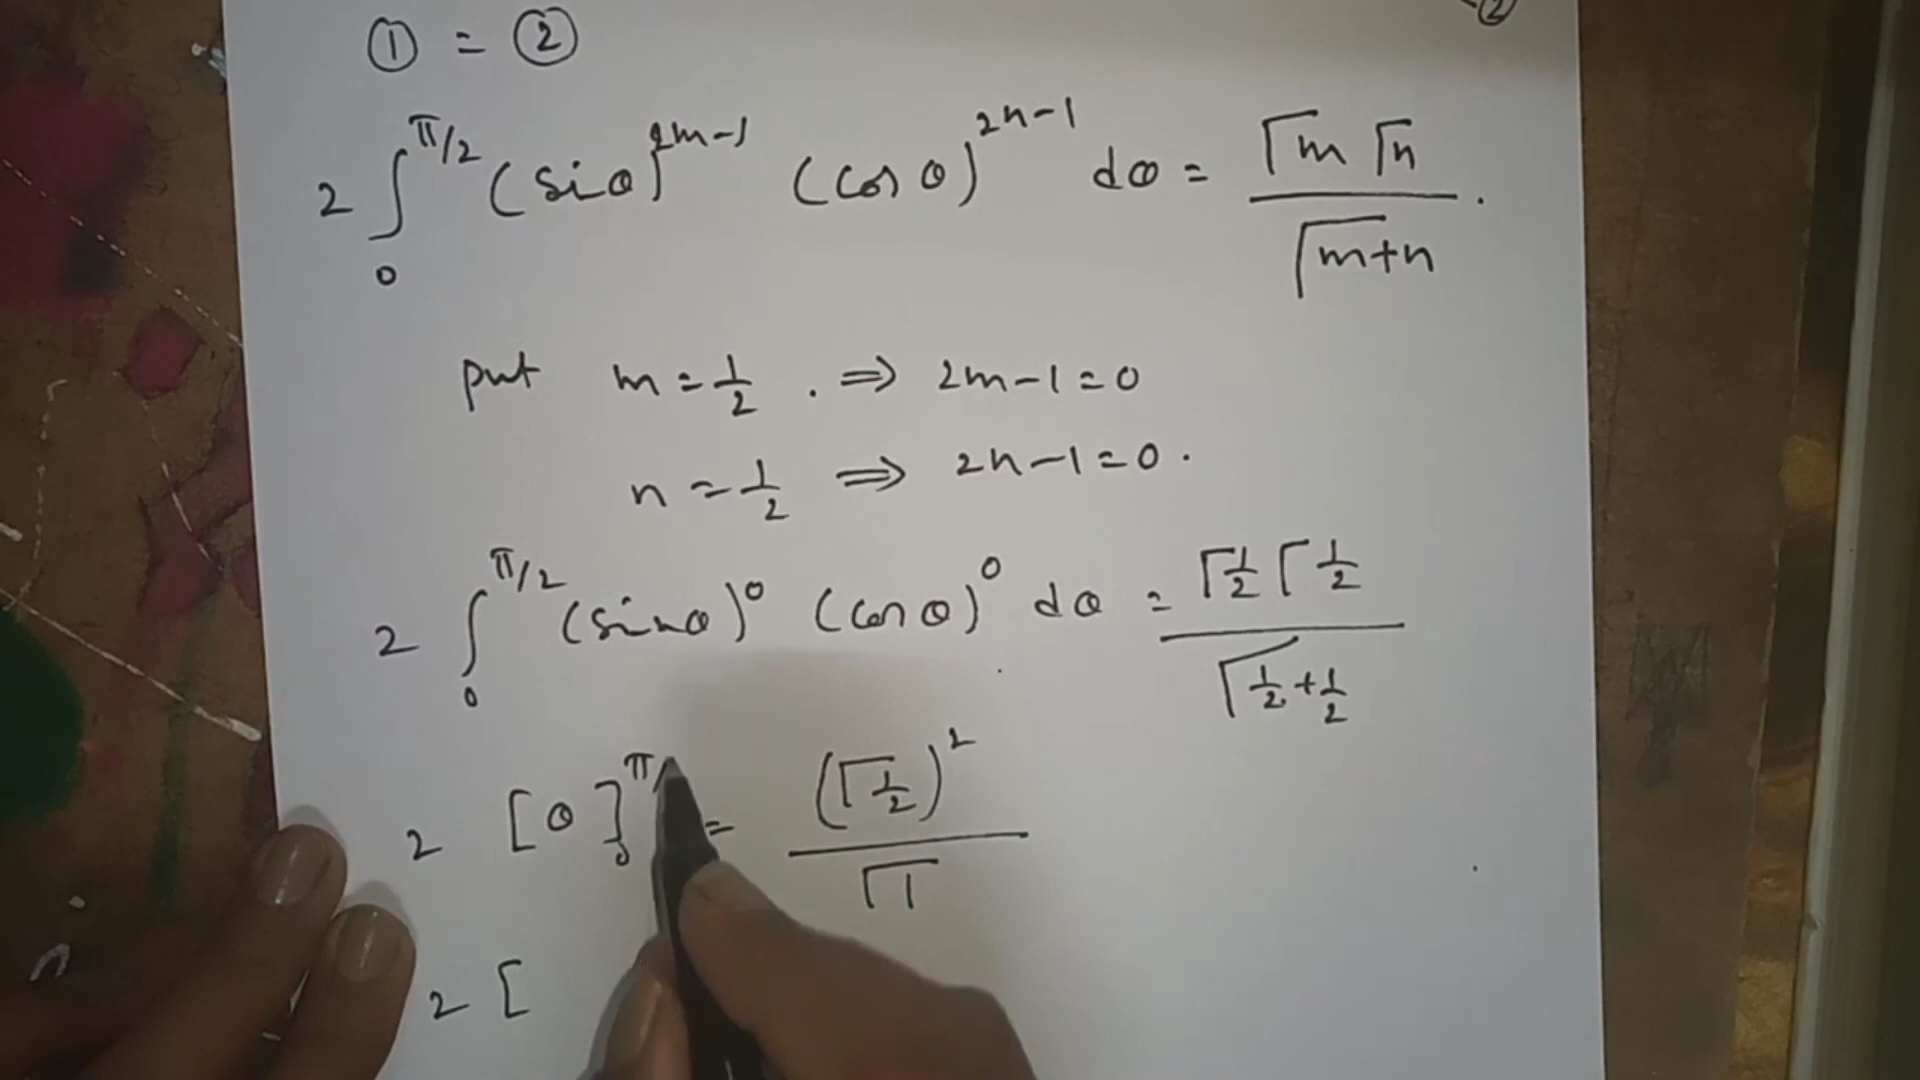 ② 
① = ②
2 ∫₀^{π/2} (sinθ)^{2m-1} (cosθ)^{2n-1} dθ = Γm Γn / Γm+n .
put m = 1/2 . ⇒ 2m-1=0
n = 1/2 ⇒ 2n-1=0 .
2 ∫₀^{π/2} (sinθ)^0 (cosθ)^0 dθ = Γ1/2 Γ1/2 / Γ1/2+1/2
2 [θ]₀^{π/ = (Γ1/2)^2 / Γ1
2 [